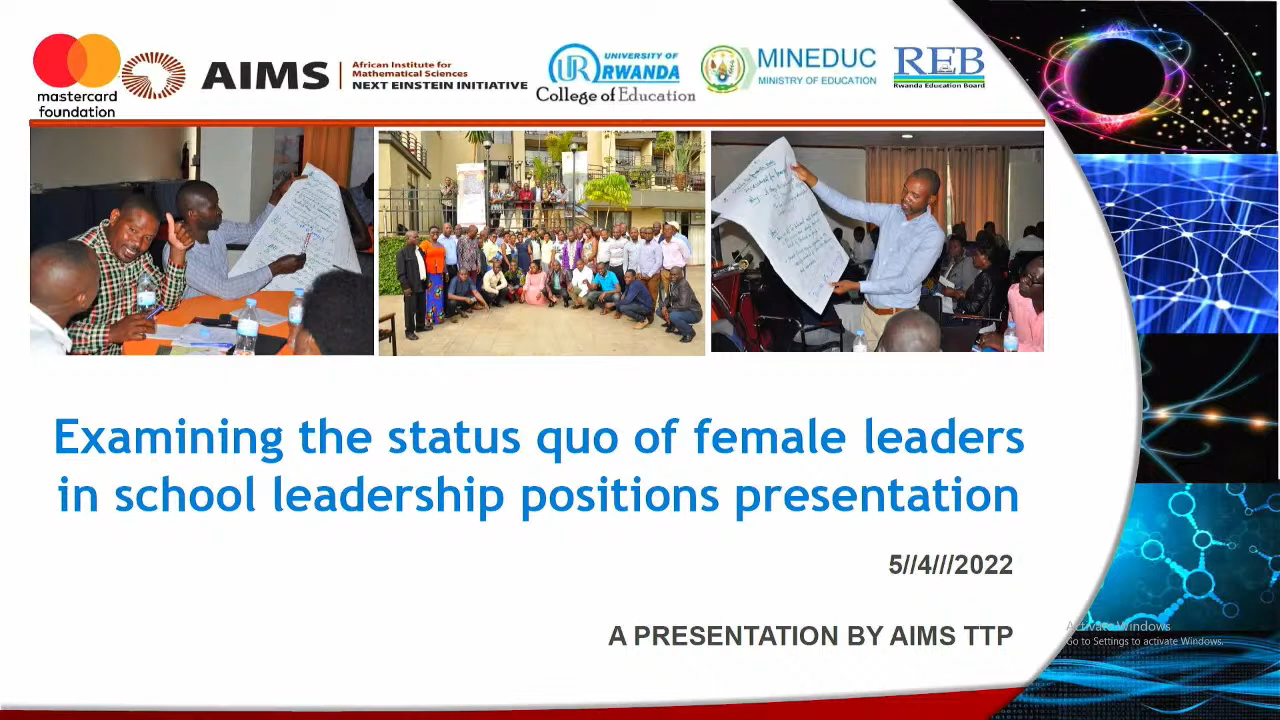 mastercard
foundation
AIMS
African Institute for
Mathematical Sciences
NEXT EINSTEIN INITIATIVE
UR
UNIVERSITY OF
RWANDA
College of Education
MINEDUC
MINISTRY OF EDUCATION
REB
Rwanda Education Board
Examining the status quo of female leaders
in school leadership positions presentation
5//4///2022
A PRESENTATION BY AIMS TTP
Activate Windows
Go to Settings to activate Windows.